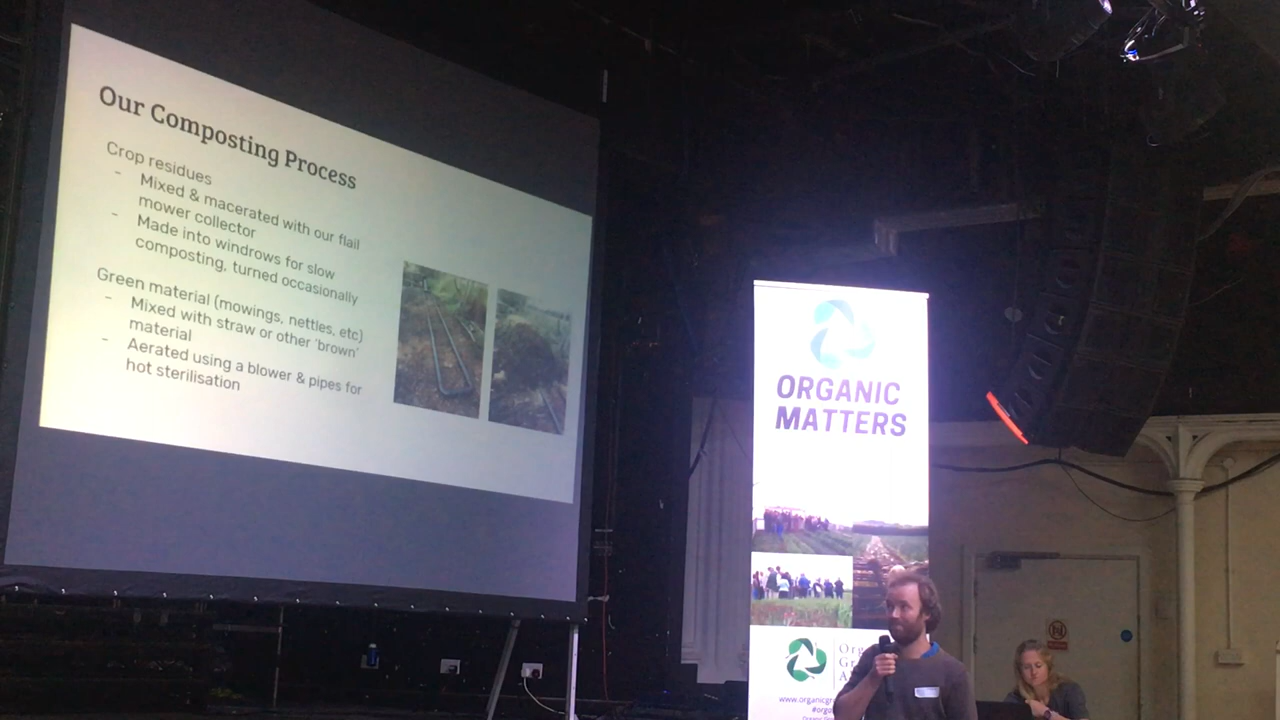 Our Composting Process
Crop residues
- Mixed & macerated with our flail
mower collector
- Made into windrows for slow
composting, turned occasionally
Green material (mowings, nettles, etc)
- Mixed with straw or other 'brown'
material
- Aerated using a blower & pipes for
hot sterilisation
ORGANIC
MATTERS